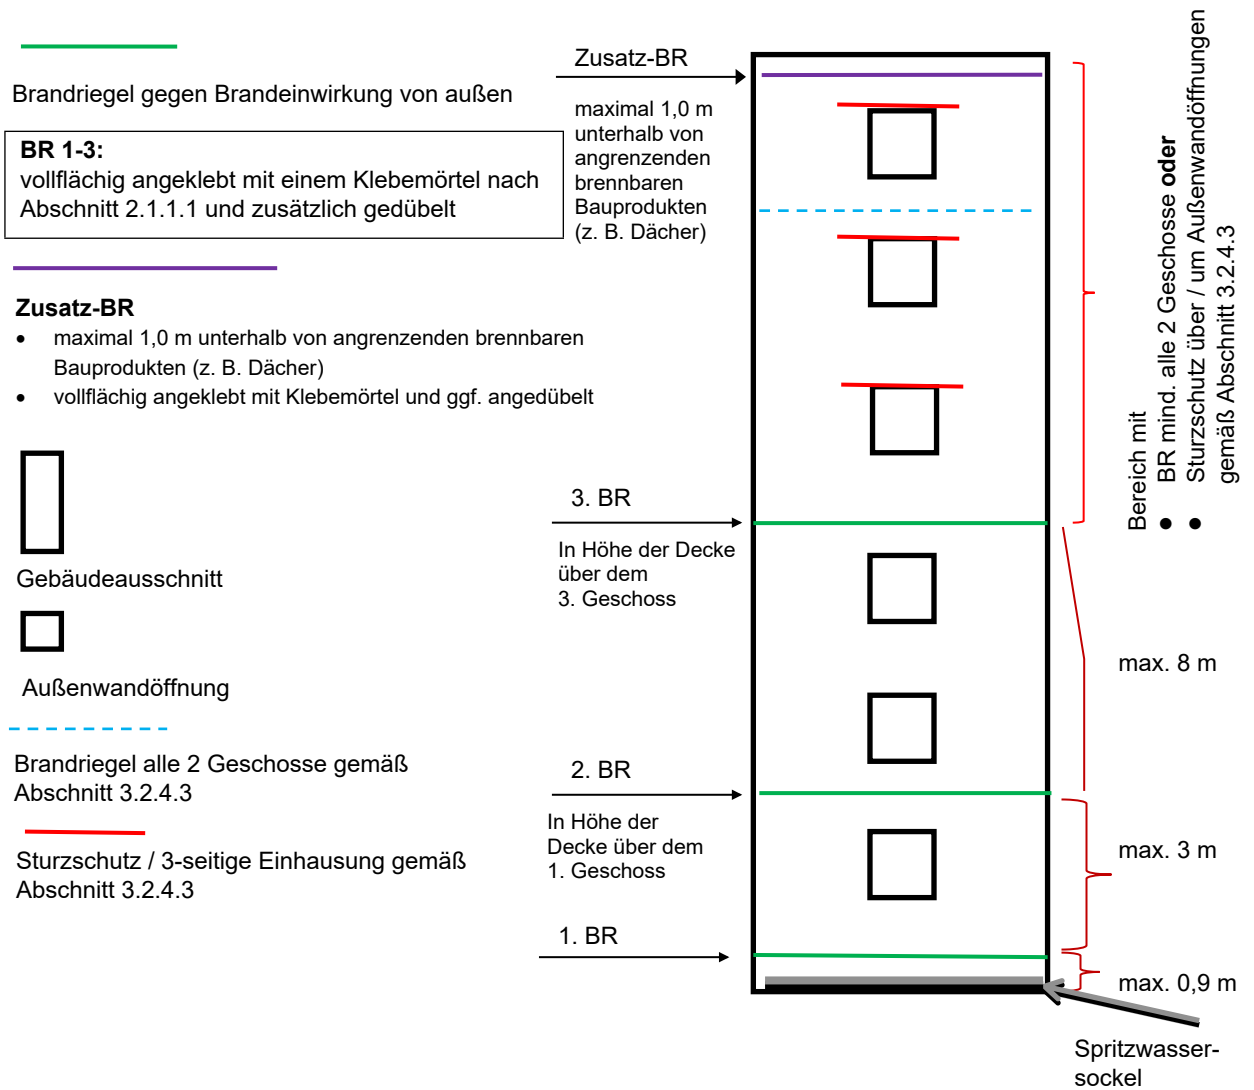 Brandriegel gegen Brandeinwirkung von außen
BR 1-3:
vollflächig angeklebt mit einem Klebemörtel nach
Abschnitt 2.1.1.1 und zusätzlich gedübelt
Zusatz-BR
• maximal 1,0 m unterhalb von angrenzenden brennbaren
Bauprodukten (z. B. Dächer)
• vollflächig angeklebt mit Klebemörtel und ggf. angedübelt
Gebäudeausschnitt
Außenwandöffnung
Brandriegel alle 2 Geschosse gemäß
Abschnitt 3.2.4.3
Sturzschutz / 3-seitige Einhausung gemäß
Abschnitt 3.2.4.3
Zusatz-BR
maximal 1,0 m
unterhalb von
angrenzenden
brennbaren
Bauprodukten
(z. B. Dächer)
3. BR
In Höhe der Decke
über dem
3. Geschoss
2. BR
In Höhe der
Decke über dem
1. Geschoss
1. BR
Bereich mit
• BR mind. alle 2 Geschosse oder
• Sturzschutz über / um Außenwandöffnungen
gemäß Abschnitt 3.2.4.3
max. 8 m
max. 3 m
max. 0,9 m
Spritzwasser-
sockel